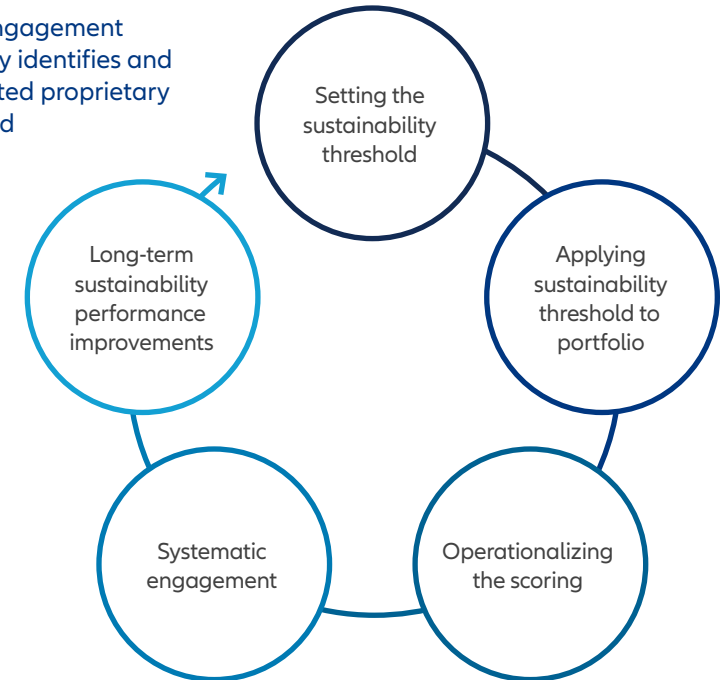 ngagement
y identifies and
ted proprietary
d
Setting the
sustainability
threshold
Applying
sustainability
threshold to
portfolio
Operationalizing
the scoring
Systematic
engagement
Long-term
sustainability
performance
improvements